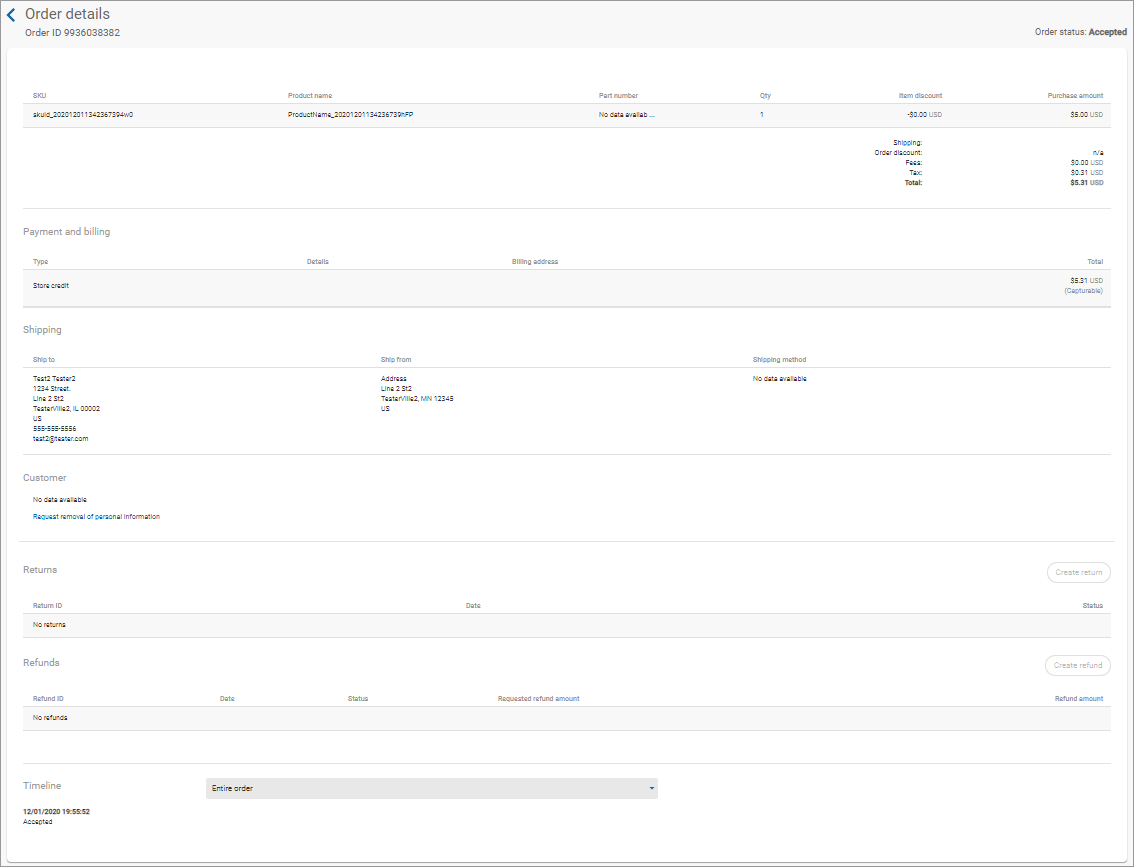 Order details
Order ID 9936038382
Order status: Accepted
SKU Product name Part number Qty Item discount Purchase amount
skuId_202012011342367394w0 ProductName_20201201134236739hFP No data availab ... 1 -$0.00 USD $5.00 USD
Shipping:
Order discount: n/a
Fees: $0.00 USD
Tax: $0.31 USD
Total: $5.31 USD
Payment and billing
Type Details Billing address Total
Store credit $5.31 USD
(Capturable)
Shipping
Ship to Ship from Shipping method
Test2 Tester2 Address No data available
1234 Street. Line 2 St2
Line 2 St2 TesterVille2, MN 12345
TesterVille2, IL 00002 US
US
555-555-5556
test2@tester.com
Customer
No data available
Request removal of personal information
Returns Create return
Return ID Date Status
No returns
Refunds Create refund
Refund ID Date Status Requested refund amount Refund amount
No refunds
Timeline Entire order
12/01/2020 19:55:52
Accepted